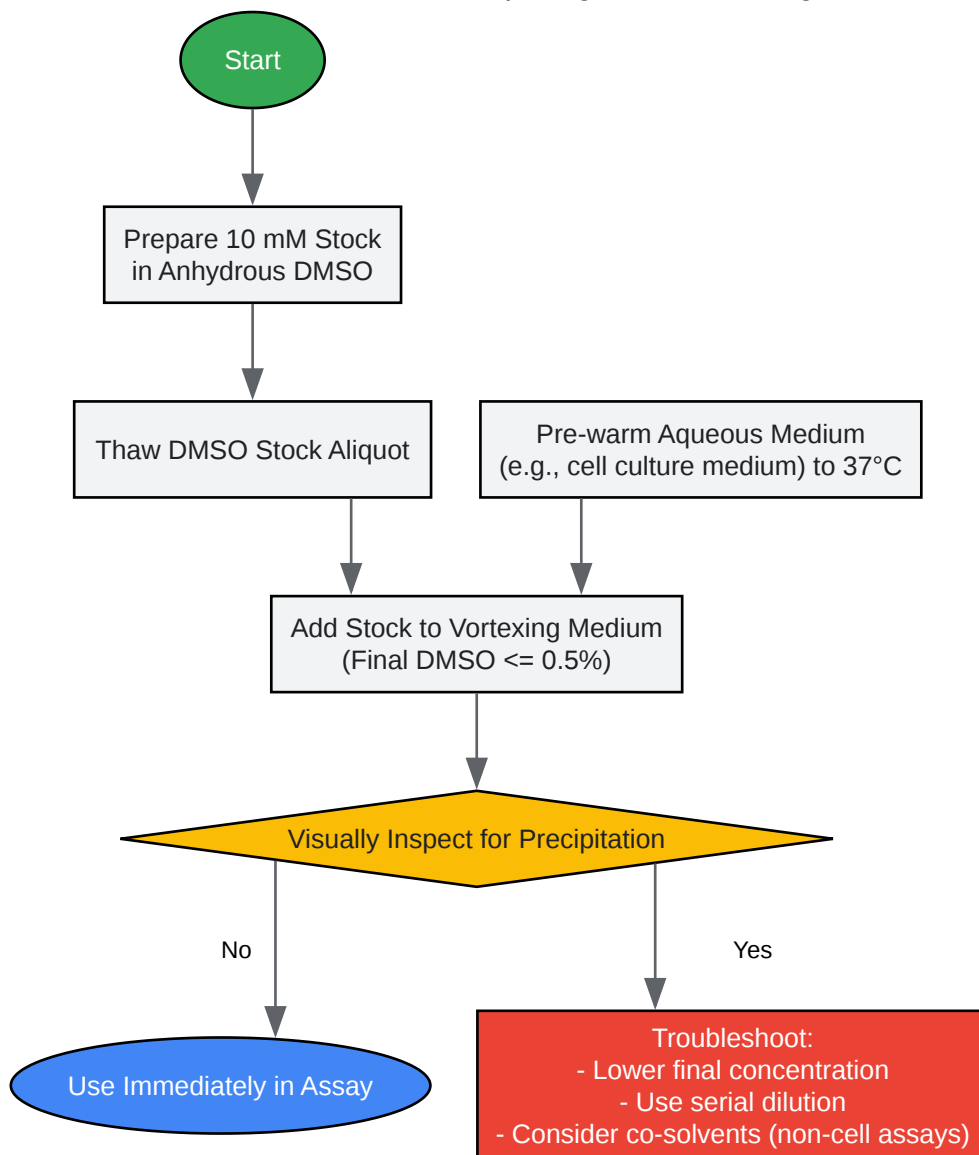 Start
Prepare 10 mM Stock
in Anhydrous DMSO
Thaw DMSO Stock Aliquot
Pre-warm Aqueous Medium
(e.g., cell culture medium) to 37°C
Add Stock to Vortexing Medium
(Final DMSO <= 0.5%)
Visually Inspect for Precipitation
No
Yes
Use Immediately in Assay
Troubleshoot:
- Lower final concentration
- Use serial dilution
- Consider co-solvents (non-cell assays)